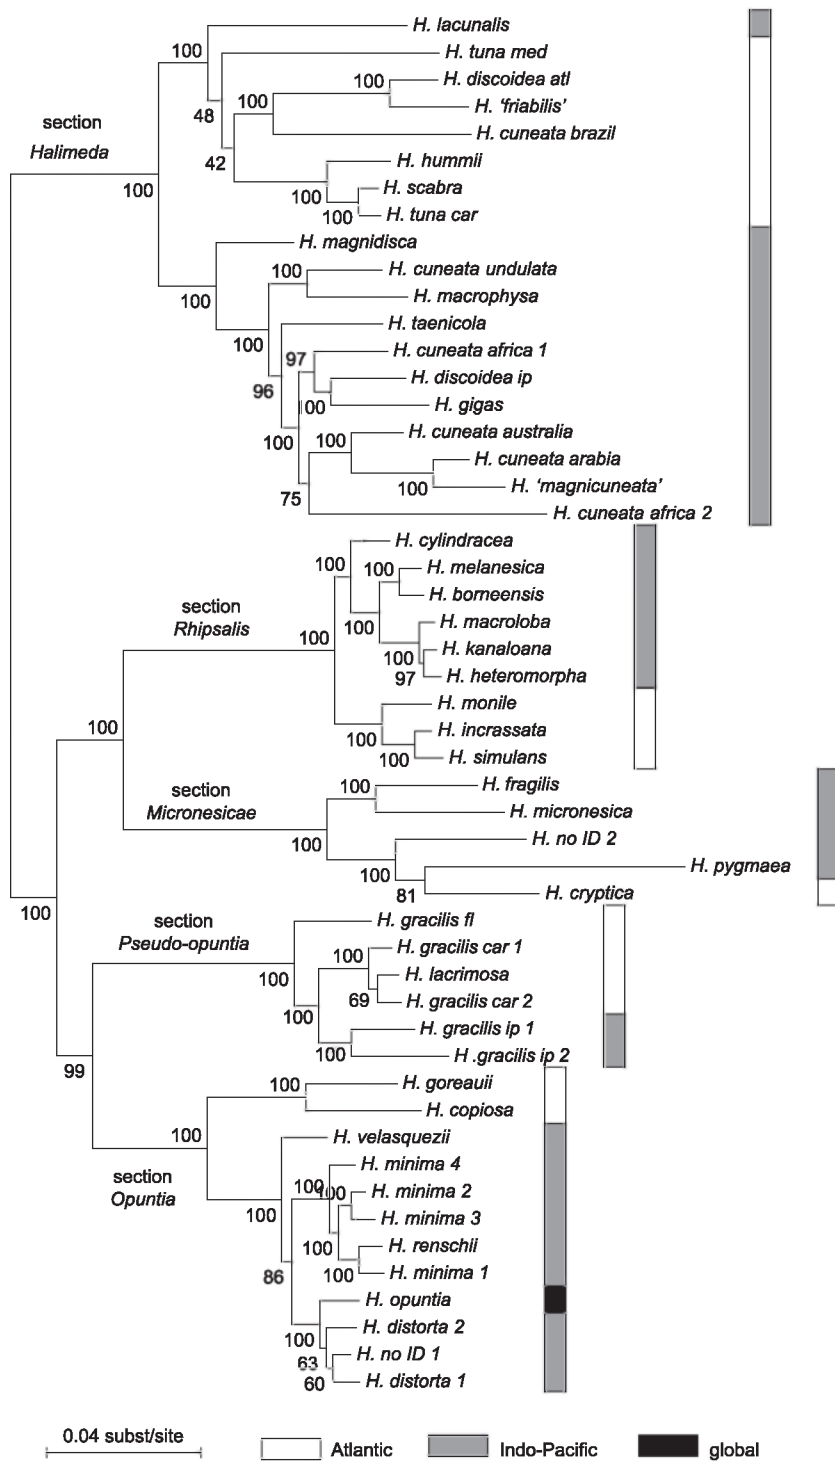 H. lacunalis
100
H. tuna med
H. discoidea atl
100
100
H. 'friabilis'
48
section
H. cuneata brazil
Halimeda
42
H. hummii
100
H. scabra
100
100
H. tuna car
H. magnidisca
100
H. cuneata undulata
100
H. macrophysa
H. taenicola
100
97
H. cuneata africa 1
H. discoidea ip
96
100
H. gigas
H. cuneata australia
100
100
H. cuneata arabia
100
H. 'magnicuneata'
75
H. cuneata africa 2
H. cylindracea
100
100
H. melanesica
H. borneensis
section
Rhipsalis
100
H. macroloba
100
H. kanaloana
100
97
H. heteromorpha
H. monile
100
H. incrassata
100
100
H. simulans
section
100
H. fragilis
Micronesicae
H. micronesica
100
H. no ID 2
H. pygmaea
100
81
H. cryptica
100
section
H. gracilis fl
Pseudo-opuntia
100
H. gracilis car 1
100
H. lacrimosa
69
H. gracilis car 2
100
H. gracilis ip 1
100
H .gracilis ip 2
99
100
H. goreauii
H. copiosa
100
H. velasquezii
section
H. minima 4
Opuntia
100
100
H. minima 2
100
H. minima 3
100
H. renschii
86
100
H. minima 1
H. opuntia
100
H. distorta 2
63
H. no ID 1
60
H. distorta 1
0.04 subst/site
Atlantic
Indo-Pacific
global